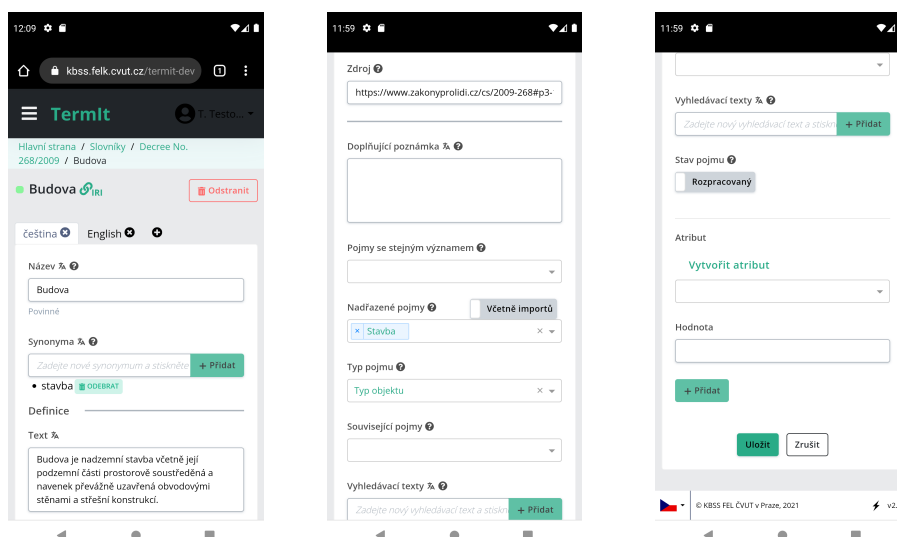 12:09
kbss.felk.cvut.cz/termit-dev
1
TermIt
T. Testo...
Hlavní strana / Slovníky / Decree No.
268/2009 / Budova
Budova IRI
Odstranit
čeština
English
Název
Budova
Povinné
Synonyma
Zadejte nové synonymum a stiskněte
+ Přidat
• stavba
ODEBRAT
Definice
Text
Budova je nadzemní stavba včetně její
podzemní části prostorově soustředěná a
navenek převážně uzavřená obvodovými
stěnami a střešní konstrukcí.
11:59
Zdroj
https://www.zakonyprolidi.cz/cs/2009-268#p3-
Doplňující poznámka
Pojmy se stejným významem
Nadřazené pojmy
Včetně importů
× Stavba
Typ pojmu
Typ objektu
Související pojmy
Vyhledávací texty
Zadejte nový vyhledávací text a stiskn
+ Přidat
11:59
Vyhledávací texty
Zadejte nový vyhledávací text a stiskn
+ Přidat
Stav pojmu
Rozpracovaný
Atribut
Vytvořit atribut
Hodnota
+ Přidat
Uložit
Zrušit
© KBSS FEL ČVUT v Praze, 2021
v2.